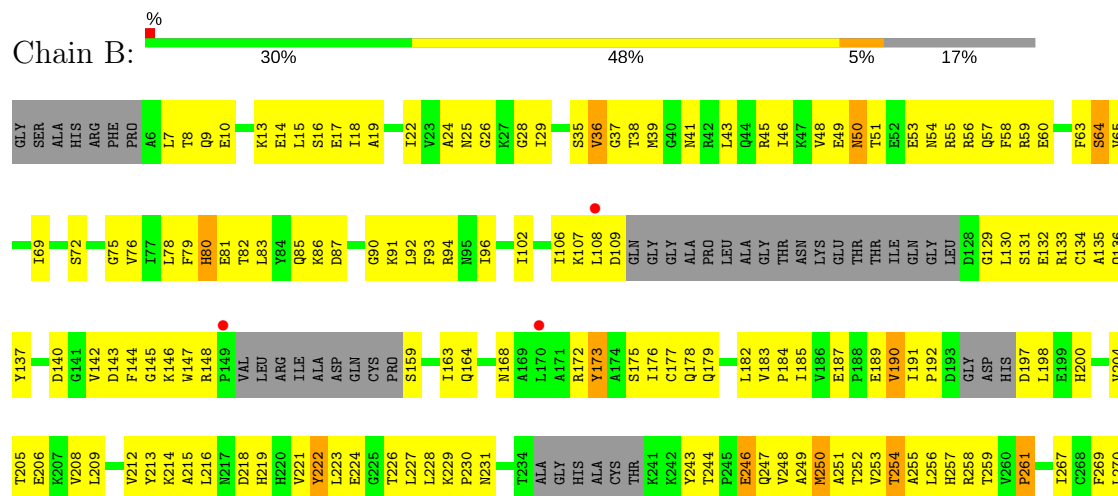 %
Chain B:
30% 48% 5% 17%
GLY SER ALA HIS ARG PHE PRO A6 L7 T8 Q9 E10 K13 E14 L15 S16 E17 I18 A19 I22 V23 A24 N25 G26 K27 G28 I29 S35 V36 G37 T38 M39 G40 N41 R42 L43 Q44 R45 I46 K47 V48 E49 N50 T51 E52 E53 N54 R55 R56 Q57 F58 R59 E60 F63 S64 V65
I69 S72 G75 V76 I77 L78 F79 H80 E81 T82 L83 Y84 Q85 K86 D87 G90 K91 L92 F93 R94 N95 I96 I102 I106 K107 L108 D109 GLN GLY GLY ALA PRO LEU ALA GLY THR ASN LYS GLU THR THR ILE GLN GLY LEU D128 G129 L130 S131 E132 R133 C134 A135 Q136
Y137 D140 G141 V142 D143 F144 G145 K146 W147 R148 P149 VAL LEU ARG ILE ALA ASP GLN CYS PRO S159 I163 Q164 N168 A169 L170 A171 R172 Y173 A174 S175 I176 C177 Q178 Q179 L182 V183 P184 I185 V186 E187 P188 E189 V190 I191 P192 D193 GLY ASP HIS D197 L198 E199 H200 V204
T205 E206 K207 V208 L209 V212 Y213 K214 A215 L216 N217 D218 H219 H220 V221 Y222 L223 E224 G225 T226 L227 L228 K229 P230 N231 T234 ALA GLY HIS ALA CYS THR K241 K242 Y243 T244 P245 E246 Q247 V248 A249 M250 A251 T252 V253 T254 A255 L256 H257 R258 T259 V260 P261 I267 C268 F269